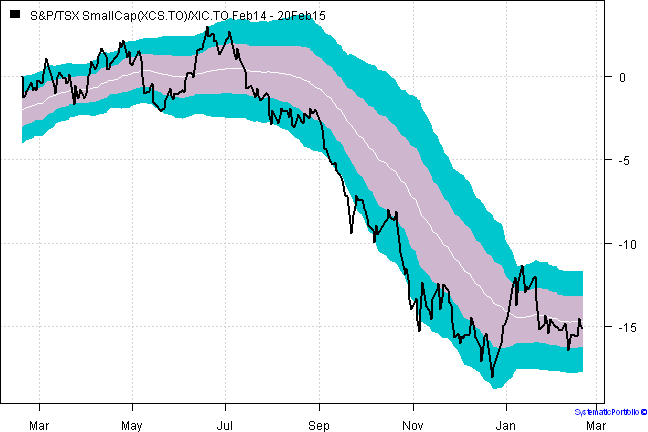 S&P/TSX SmallCap(XCS.TO)/XIC.TO Feb14 - 20Feb15
0
-5
-10
-15
SystematicPortfolio ©
Mar May Jul Sep Nov Jan Mar